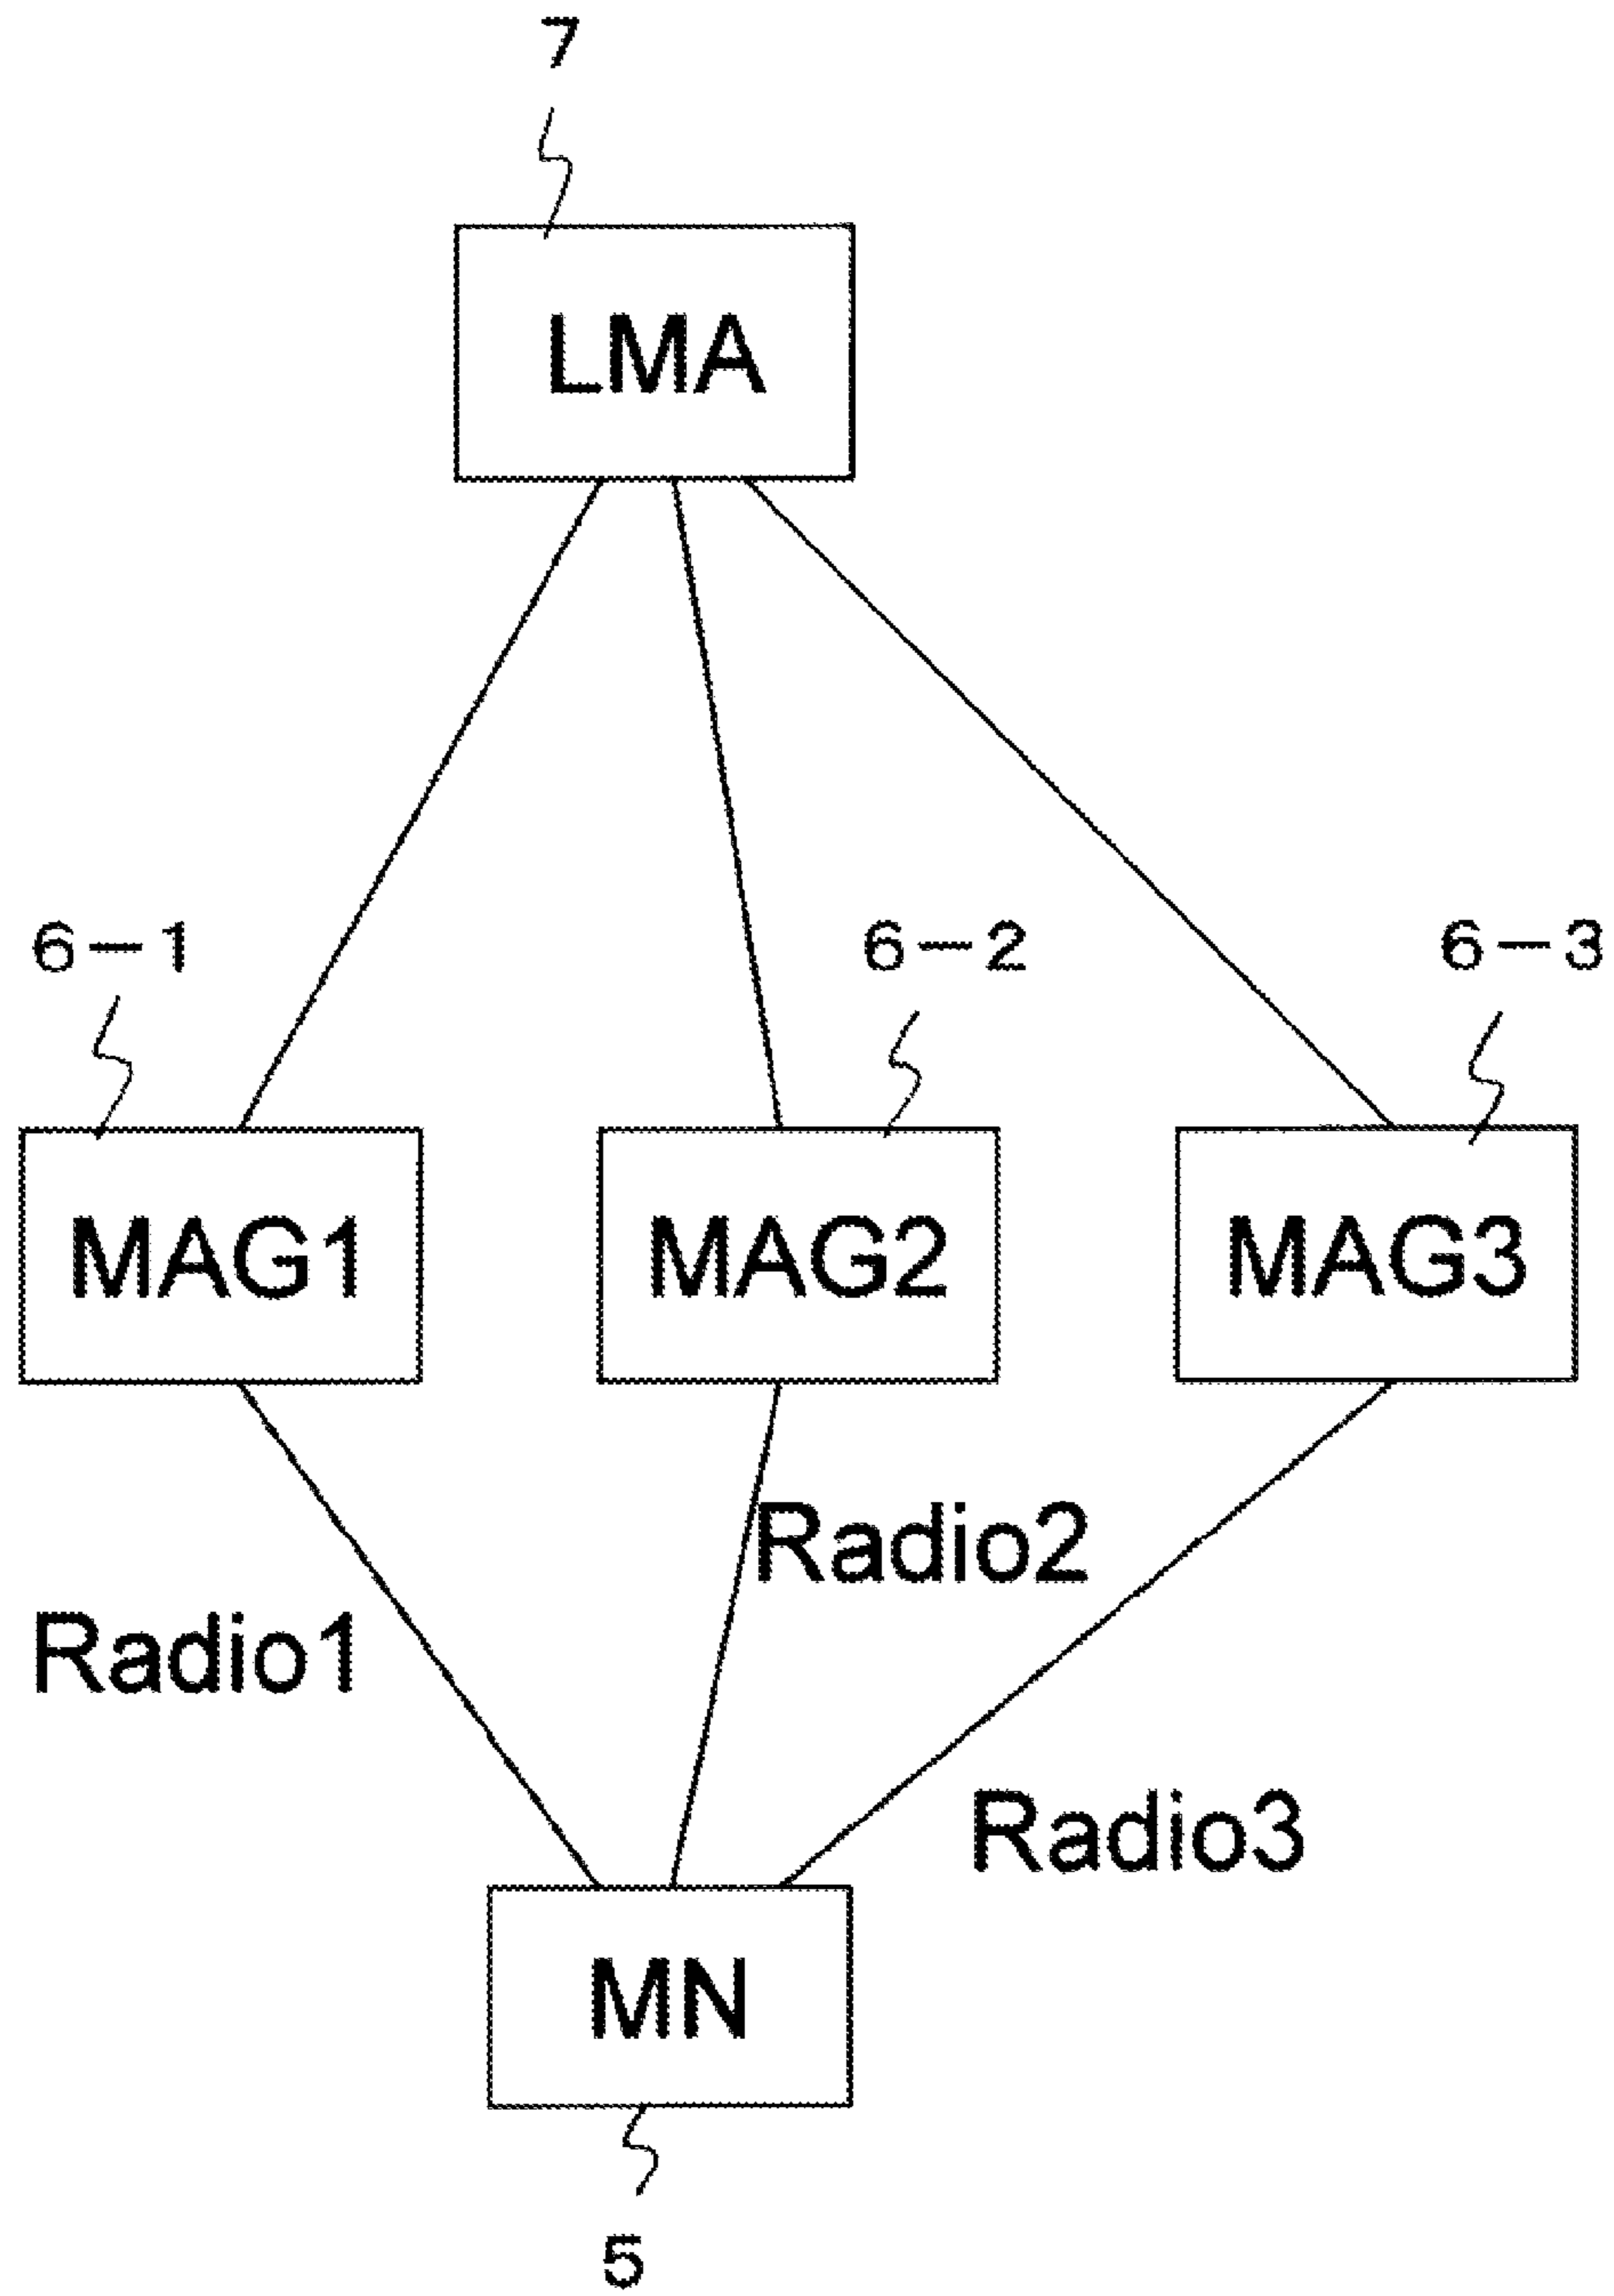 7
LMA
6-1
6-2
6-3
MAG1
MAG2
MAG3
Radio2
Radio1
Radio3
MN
5